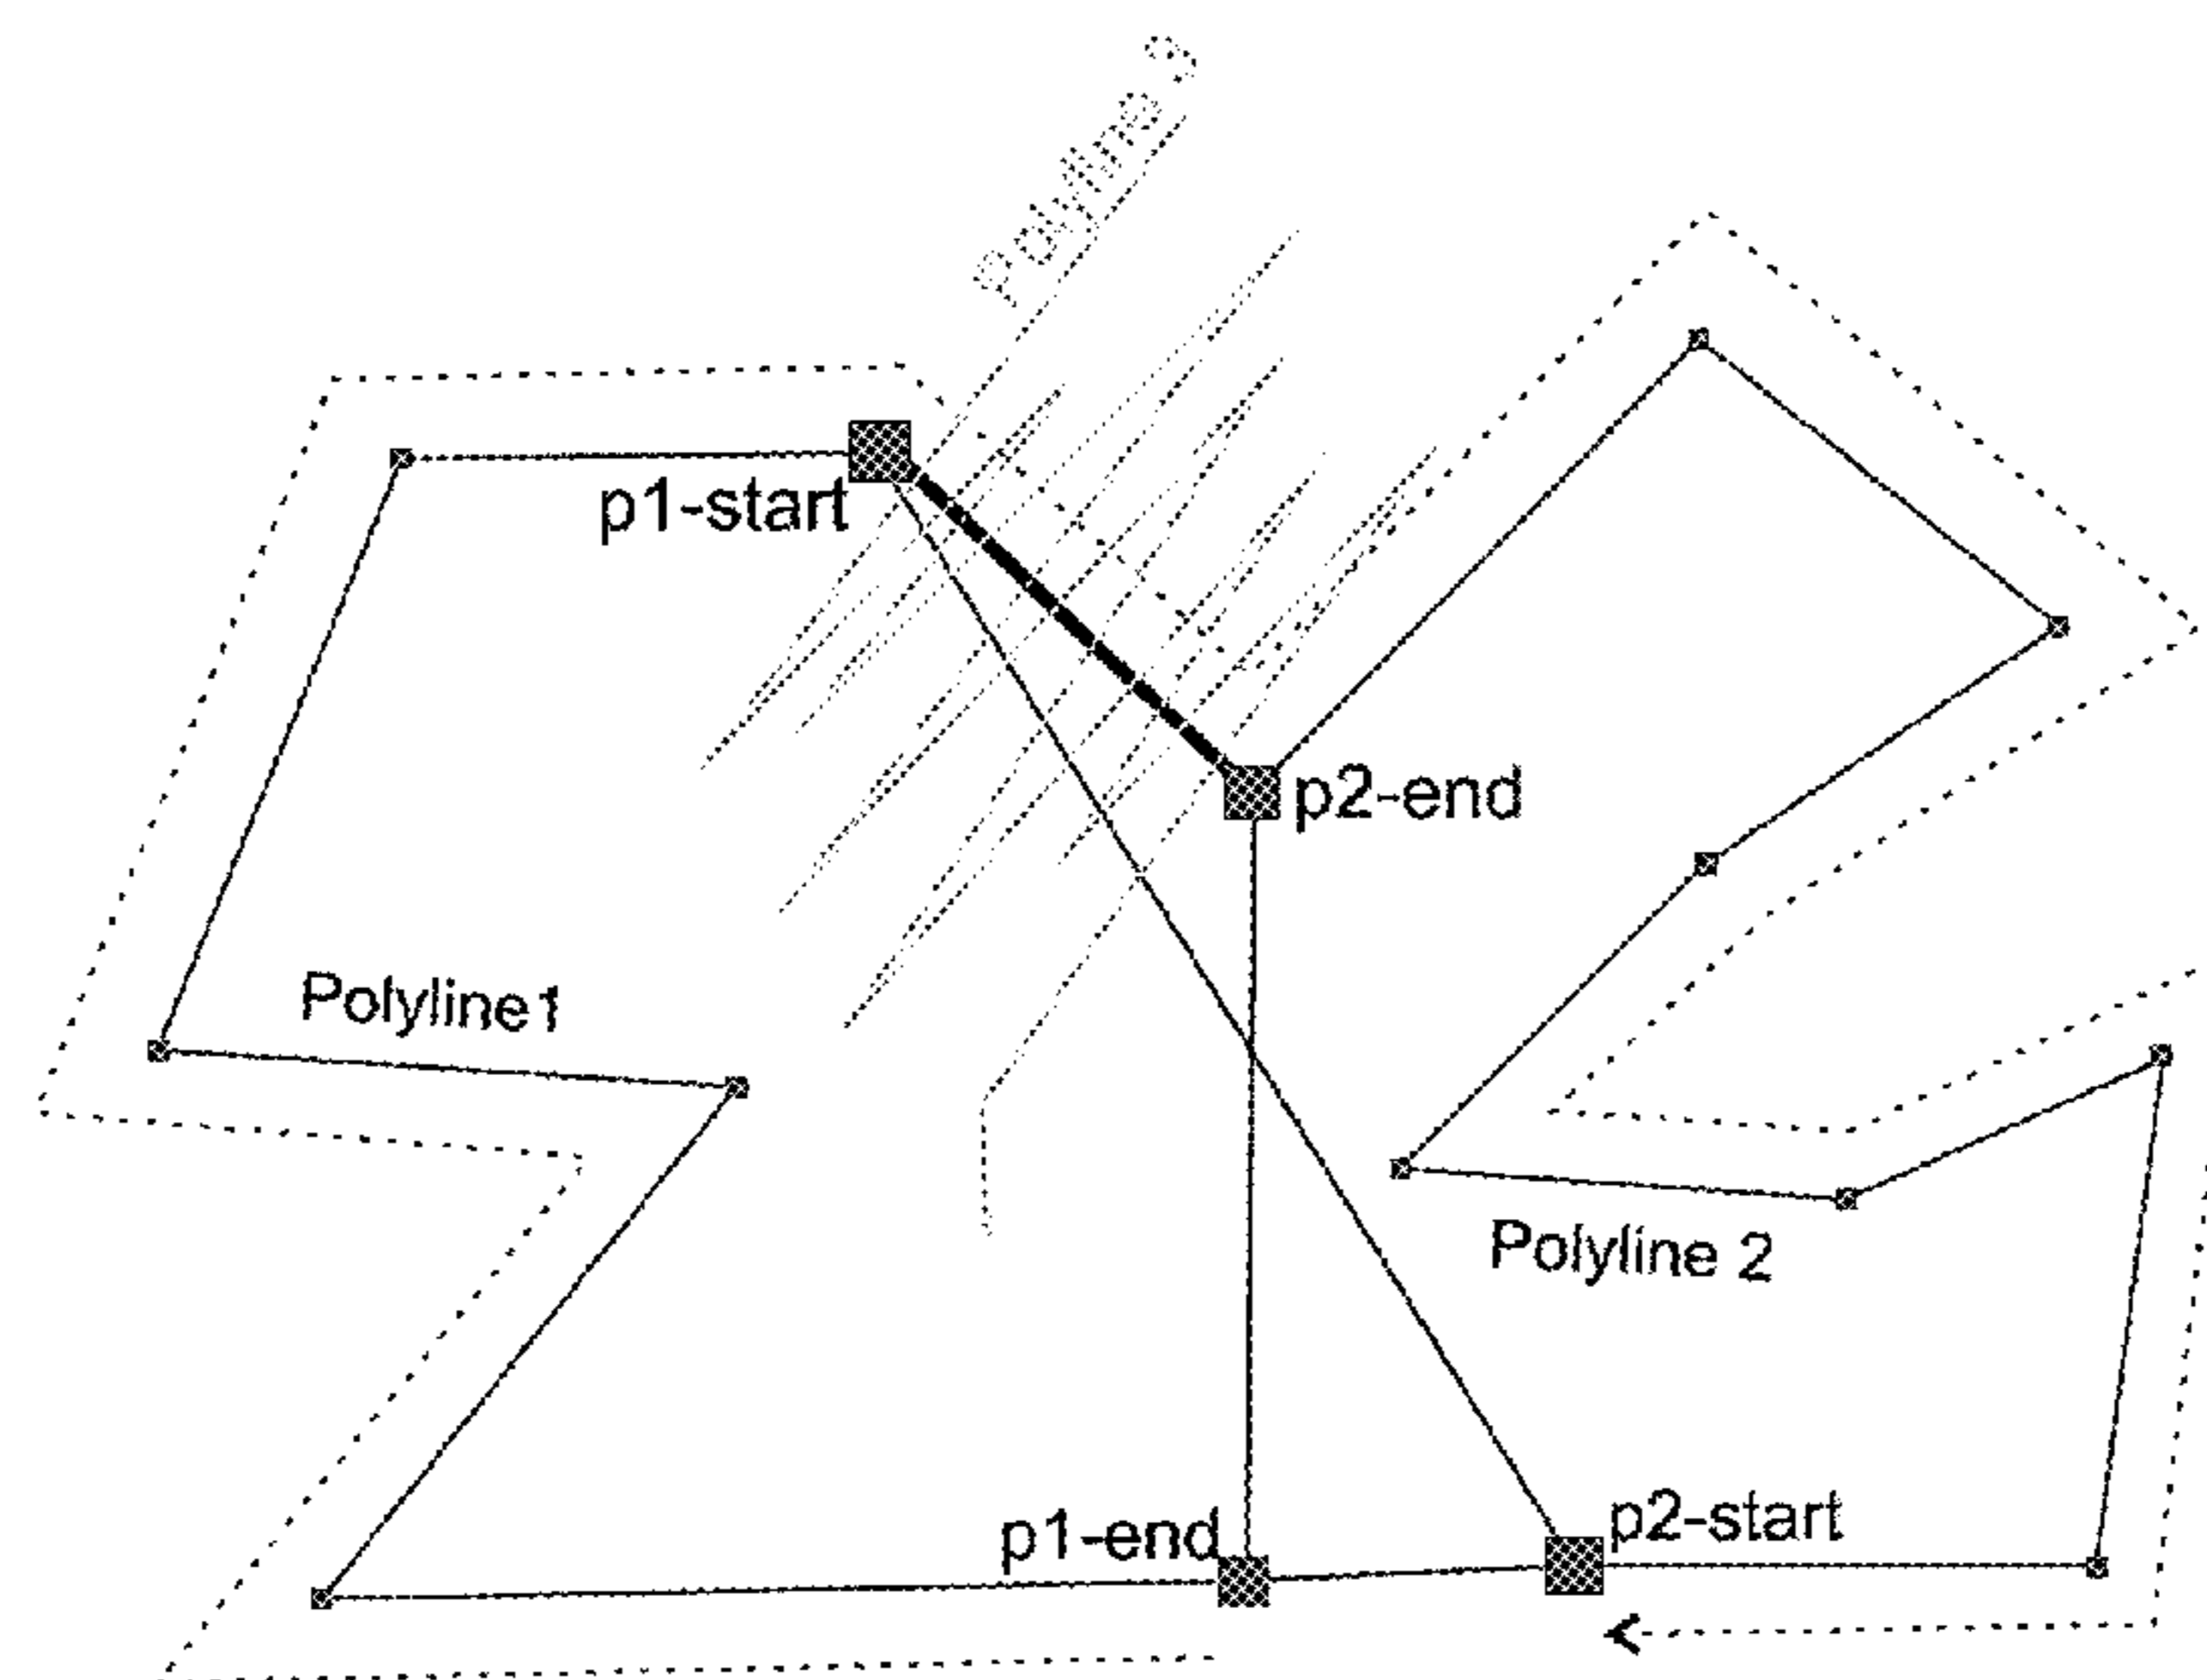 Polyline 3
p1-start
p2-end
Polyline1
Polyline 2
p1-end
p2-start